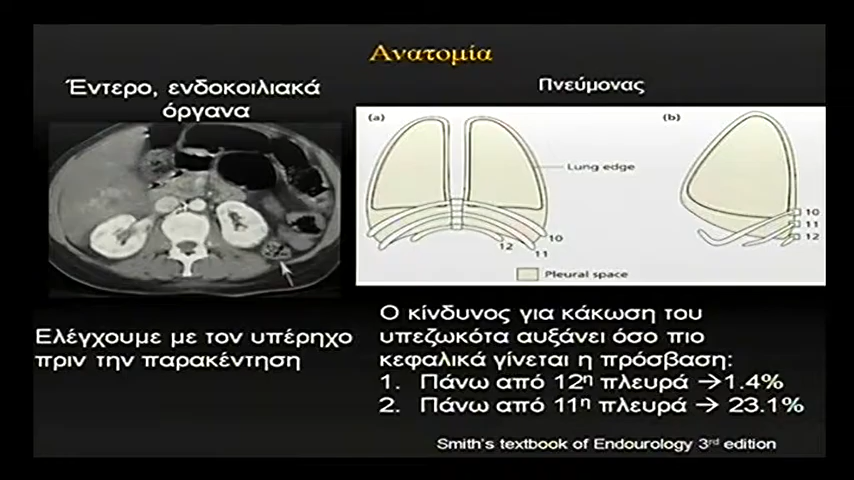 Ανατομία
Έντερο, ενδοκοιλιακά
όργανα
Πνεύμονας
(a)
(b)
Lung edge
10
11
12
10
12
11
Pleural space
Ελέγχουμε με τον υπέρηχο
πριν την παρακέντηση
Ο κίνδυνος για κάκωση του
υπεζωκότα αυξάνει όσο πιο
κεφαλικά γίνεται η πρόσβαση:
1. Πάνω από 12η πλευρά →1.4%
2. Πάνω από 11η πλευρά → 23.1%
Smith's textbook of Endourology 3rd edition